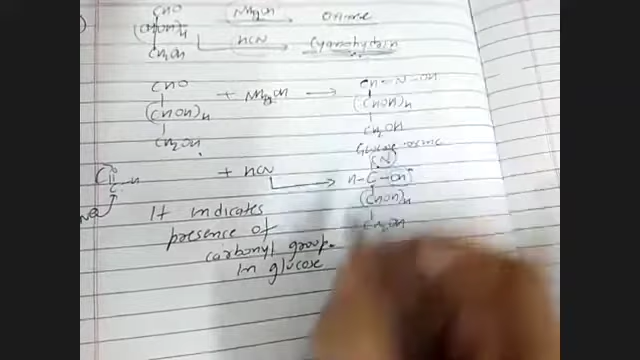 CHO NH2OH oxime
(CHOH)4
CH2OH HCN Cyanohydrin
CHO CH=N-OH
(CHOH)4 + NH2OH → (CHOH)4
CH2OH CH2OH
Glucose oxime
+ HCN CN
H-C-OH
(CHOH)4
CH2OH
It indicates
presence of
carbonyl group
in glucose